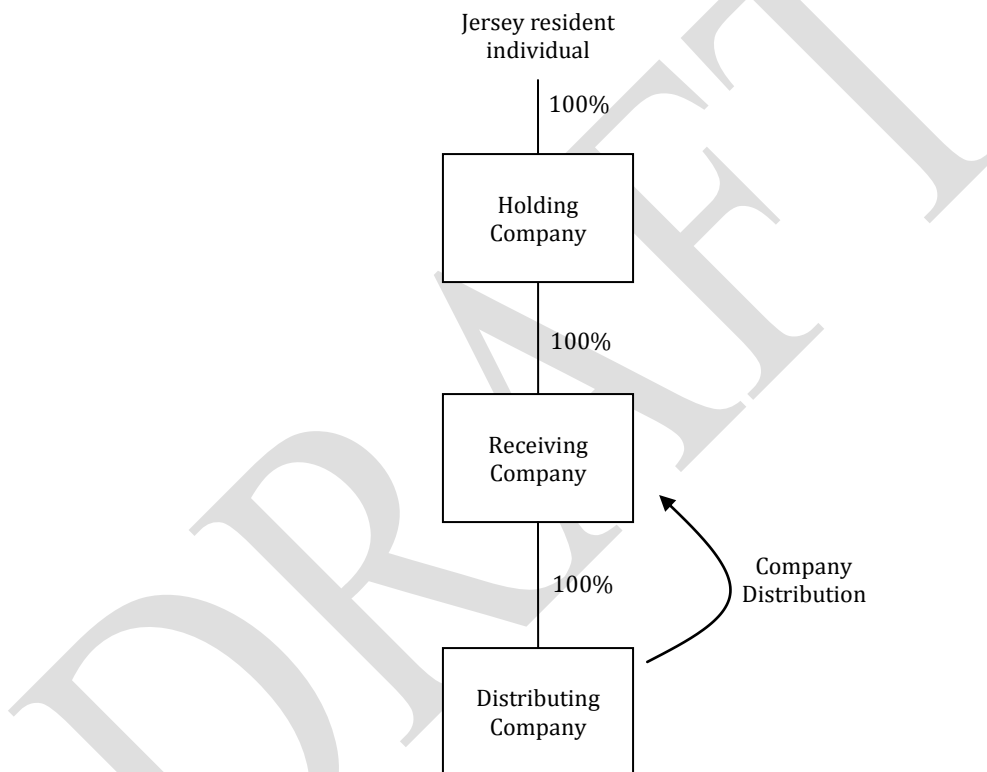 Jersey resident
individual
100%
Holding
Company
100%
Receiving
Company
100%
Company
Distribution
Distributing
Company
DRAFT